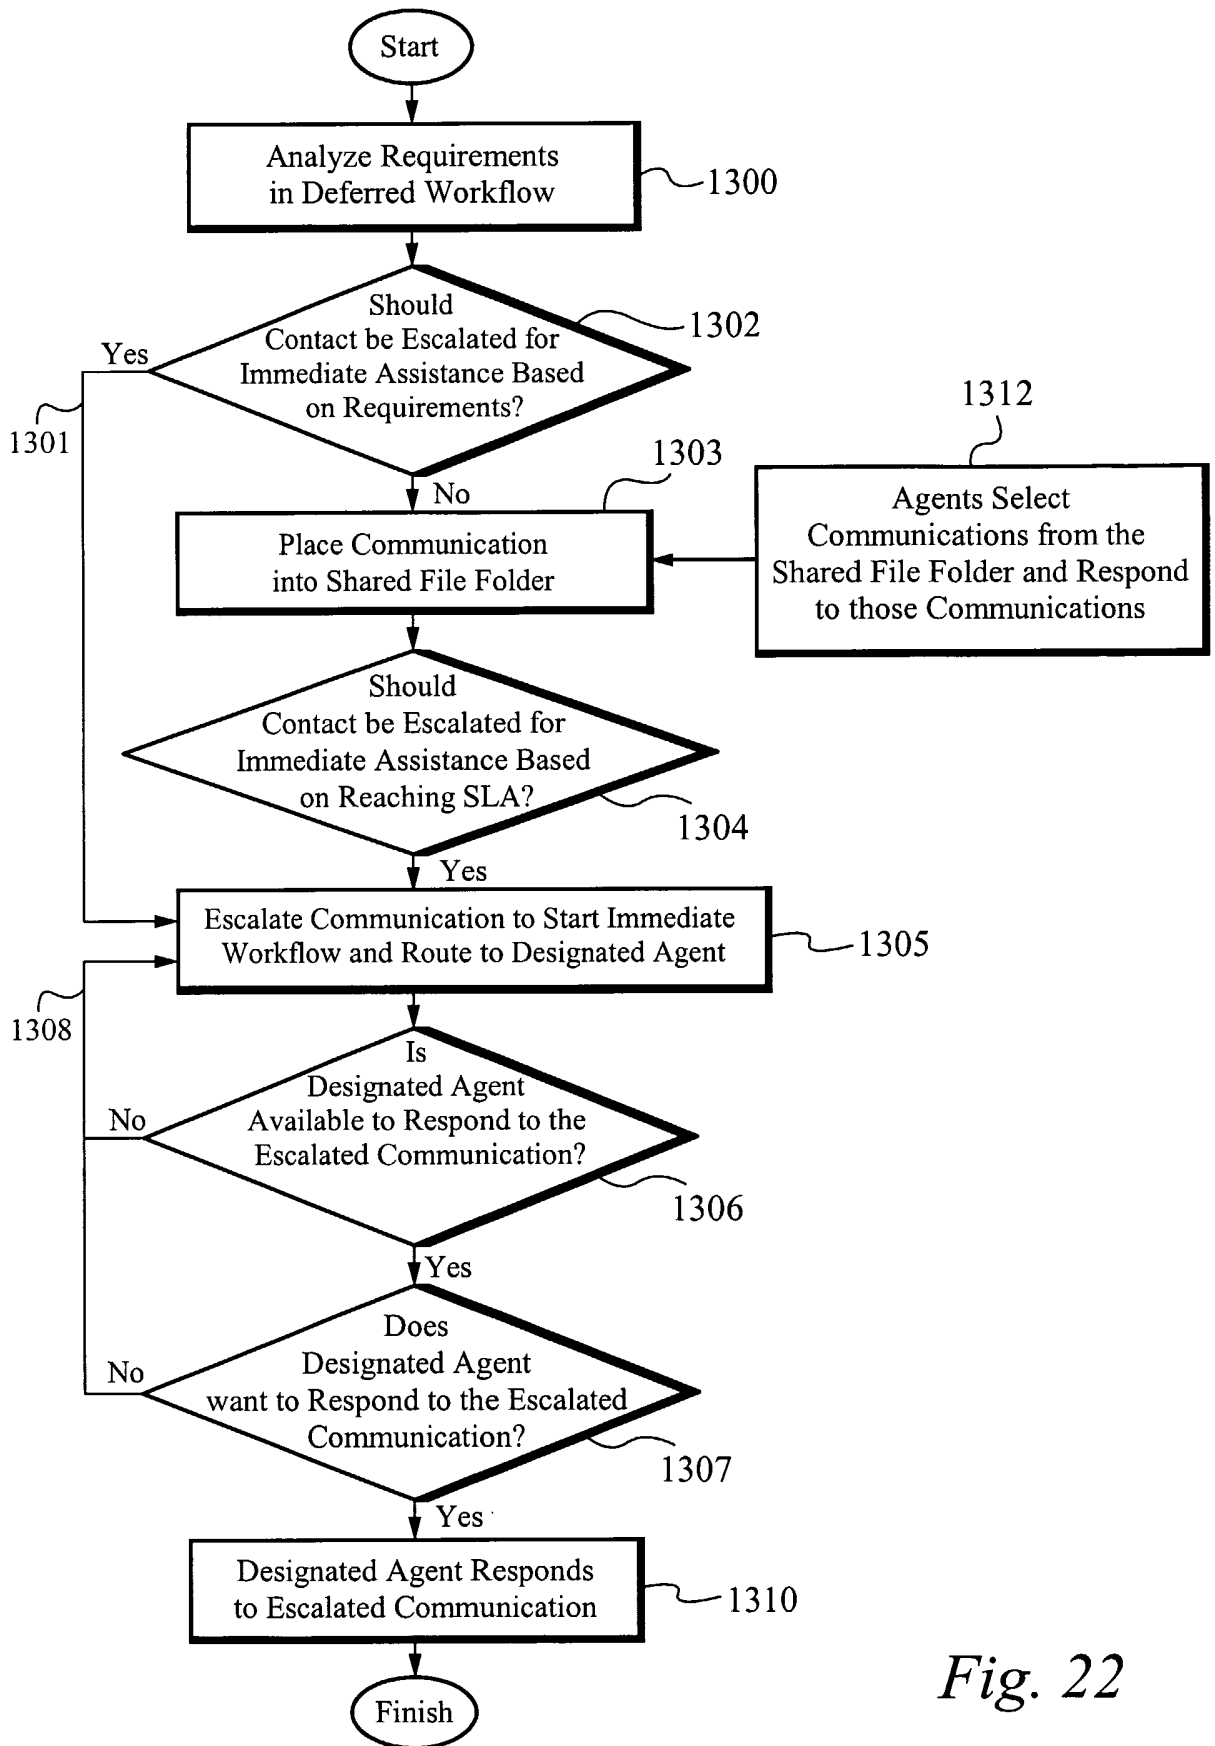 Start
Analyze Requirements
in Deferred Workflow
1300
Should
Contact be Escalated for
Immediate Assistance Based
on Requirements?
1302
Yes
1301
No
1303
Place Communication
into Shared File Folder
1312
Agents Select
Communications from the
Shared File Folder and Respond
to those Communications
Should
Contact be Escalated for
Immediate Assistance Based
on Reaching SLA?
1304
Yes
Escalate Communication to Start Immediate
Workflow and Route to Designated Agent
1305
1308
Is
Designated Agent
Available to Respond to the
Escalated Communication?
No
1306
Yes
Does
Designated Agent
want to Respond to the Escalated
Communication?
No
1307
Yes
Designated Agent Responds
to Escalated Communication
1310
Finish
Fig. 22